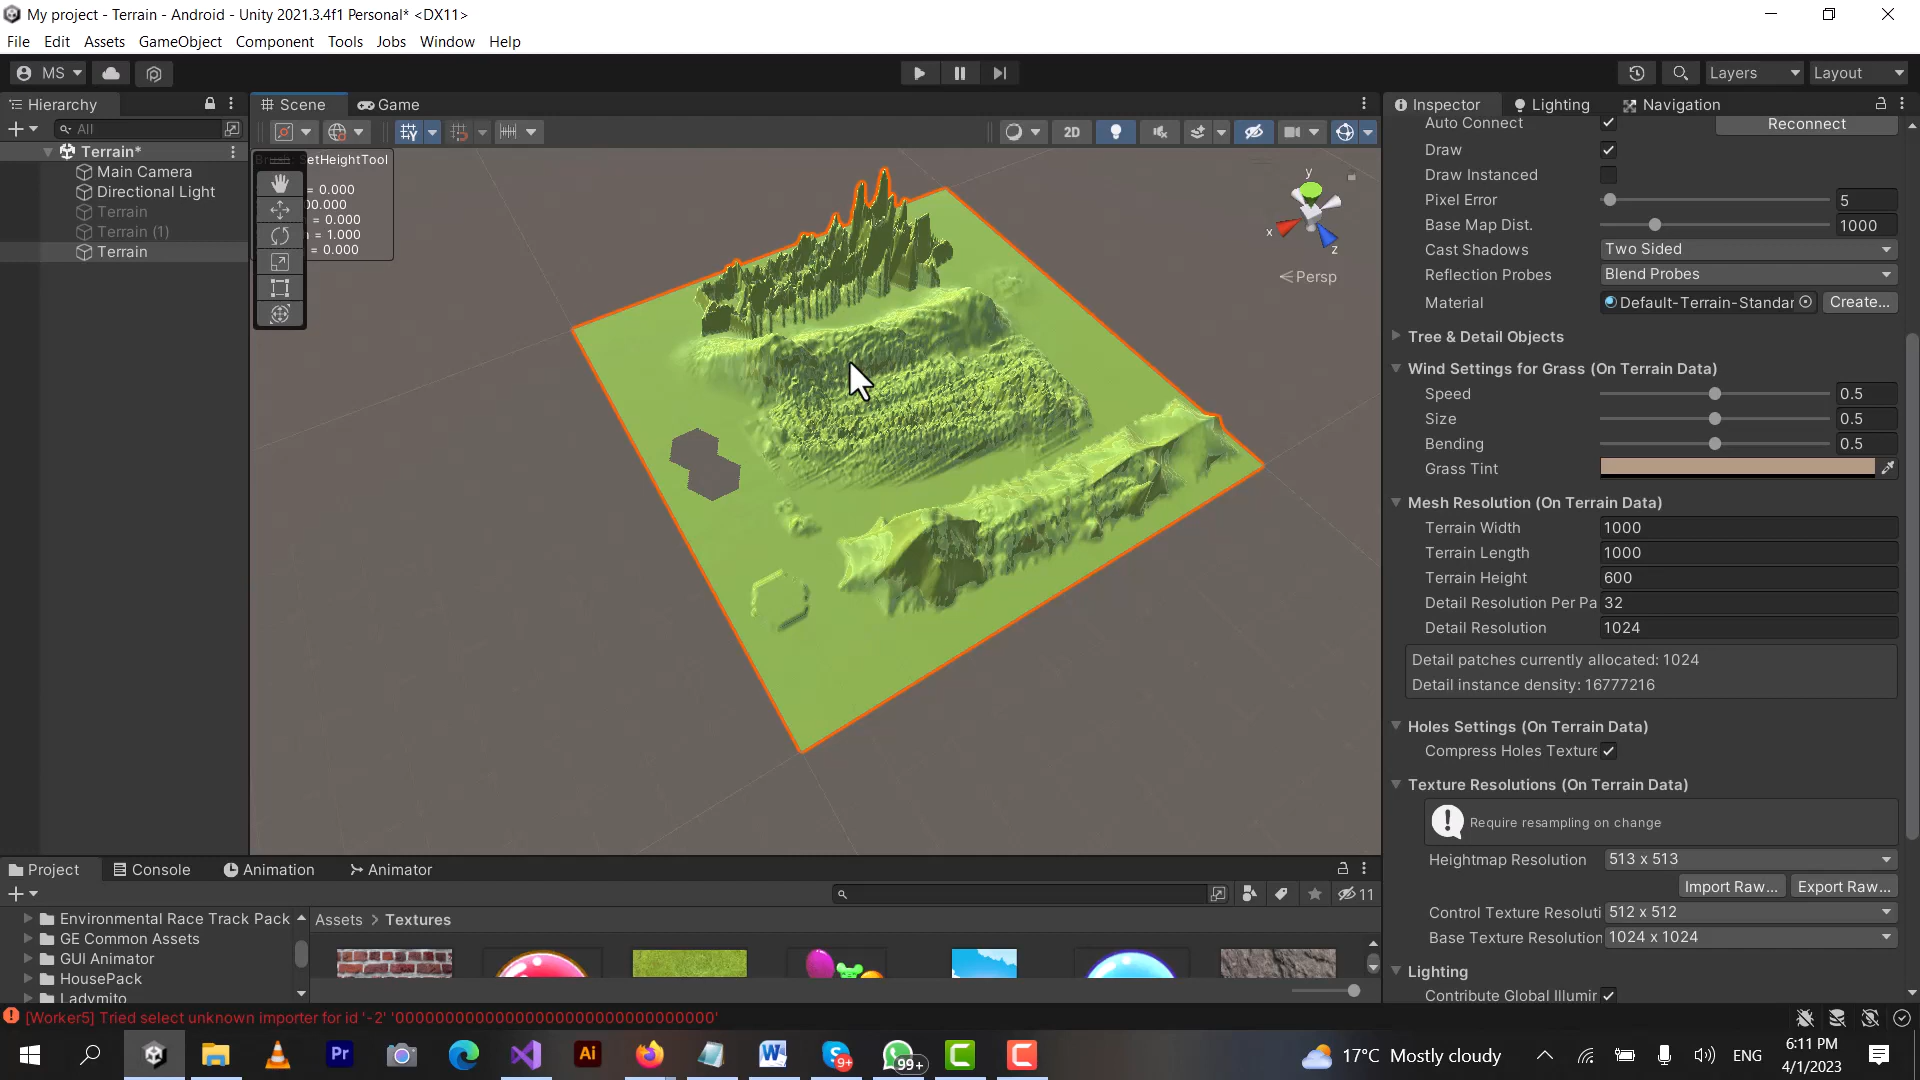 My project - Terrain - Android - Unity 2021.3.4f1 Personal* <DX11>
File Edit Assets GameObject Component Tools Jobs Window Help
MS
Layers
Layout
Hierarchy
Scene
Game
Inspector
Lighting
Navigation
All
2D
Auto Connect
Reconnect
Terrain*
Main Camera
Directional Light
Terrain
Terrain (1)
Terrain
SetHeightTool
= 0.000
00.000
= 0.000
= 1.000
= 0.000
y
x
z
Persp
Draw
Draw Instanced
Pixel Error 5
Base Map Dist. 1000
Cast Shadows Two Sided
Reflection Probes Blend Probes
Material Default-Terrain-Standar Create...
Tree & Detail Objects
Wind Settings for Grass (On Terrain Data)
Speed 0.5
Size 0.5
Bending 0.5
Grass Tint
Mesh Resolution (On Terrain Data)
Terrain Width 1000
Terrain Length 1000
Terrain Height 600
Detail Resolution Per Pa 32
Detail Resolution 1024
Detail patches currently allocated: 1024
Detail instance density: 16777216
Holes Settings (On Terrain Data)
Compress Holes Texture
Texture Resolutions (On Terrain Data)
Require resampling on change
Heightmap Resolution 513 x 513
Import Raw... Export Raw...
Control Texture Resoluti 512 x 512
Base Texture Resolution 1024 x 1024
Lighting
Contribute Global Illumir
Project
Console
Animation
Animator
11
Environmental Race Track Pack
GE Common Assets
GUI Animator
HousePack
Ladymito
Assets > Textures
[Worker5] Tried select unknown importer for id '-2' '00000000000000000000000000000000'
Pr
Ai
W
9+
99+
17°C Mostly cloudy
ENG
6:11 PM
4/1/2023